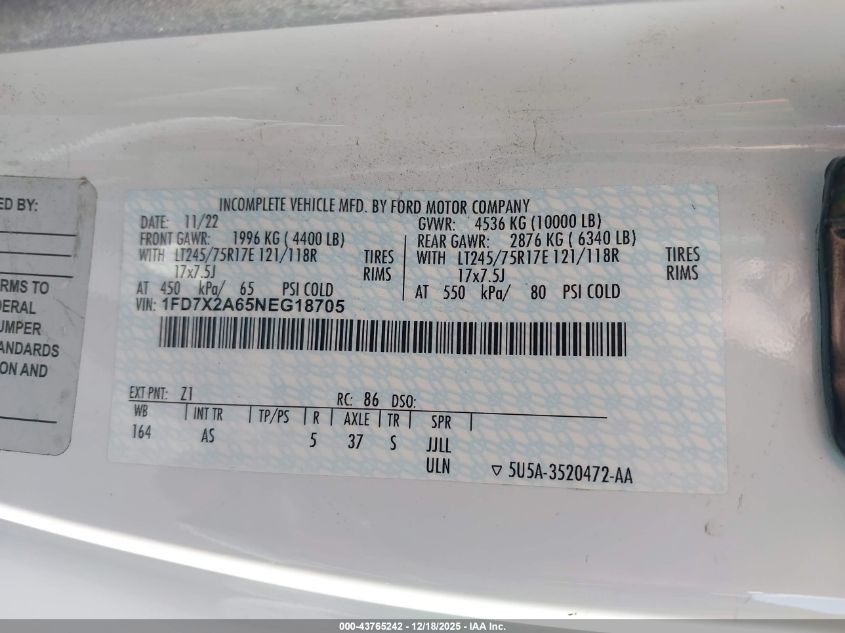 ED BY:
RMS TO
DERAL
UMPER
ANDARDS
ION AND
INCOMPLETE VEHICLE MFD. BY FORD MOTOR COMPANY
DATE: 11/22 GVWR: 4536 KG (10000 LB)
FRONT GAWR: 1996 KG ( 4400 LB) REAR GAWR: 2876 KG ( 6340 LB)
WITH LT245/75R17E 121/118R TIRES WITH LT245/75R17E 121/118R TIRES
17x7.5J RIMS 17x7.5J RIMS
AT 450 kPa/ 65 PSI COLD AT 550 kPa/ 80 PSI COLD
VIN: 1FD7X2A65NEG18705
EXT PNT: Z1 RC: 86 DSO:
WB INT TR TP/PS R AXLE TR SPR
164 AS 5 37 S JJLL
ULN
▽ 5U5A-3520472-AA
000-43765242 - 12/18/2025 - IAA Inc.